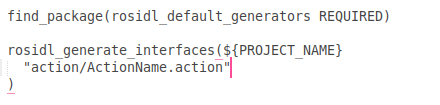 find_package(rosidl_default_generators REQUIRED)
rosidl_generate_interfaces(${PROJECT_NAME}
"action/ActionName.action"
)